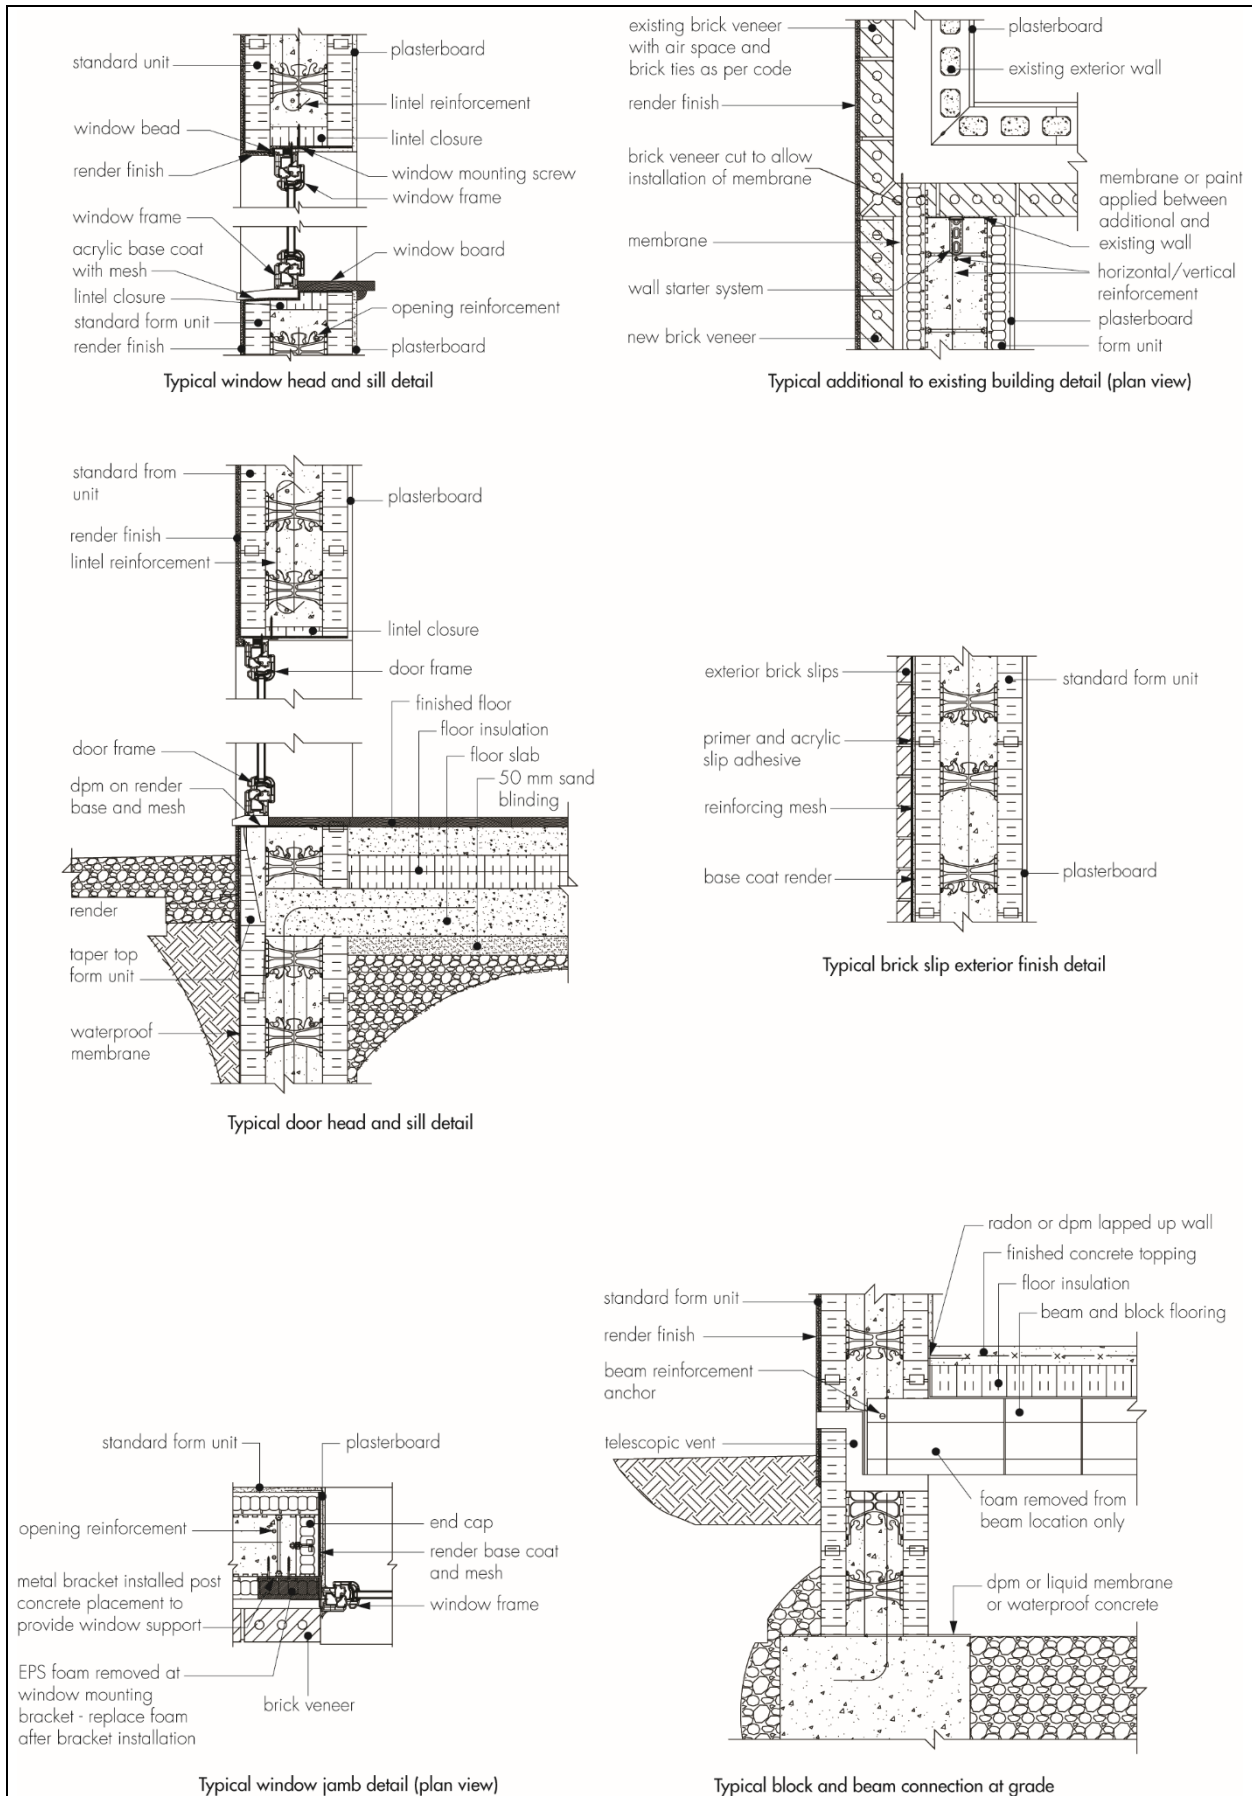 standard unit
window bead
render finish
window frame
acrylic base coat
with mesh
lintel closure
standard form unit
render finish
plasterboard
lintel reinforcement
lintel closure
window mounting screw
window frame
window board
opening reinforcement
plasterboard
Typical window head and sill detail
existing brick veneer
with air space and
brick ties as per code
render finish
brick veneer cut to allow
installation of membrane
membrane
wall starter system
new brick veneer
plasterboard
existing exterior wall
membrane or paint
applied between
additional and
existing wall
horizontal/vertical
reinforcement
plasterboard
form unit
Typical additional to existing building detail (plan view)
standard from
unit
render finish
lintel reinforcement
plasterboard
lintel closure
door frame
finished floor
floor insulation
floor slab
50 mm sand
blinding
door frame
dpm on render
base and mesh
render
taper top
form unit
waterproof
membrane
Typical door head and sill detail
exterior brick slips
primer and acrylic
slip adhesive
reinforcing mesh
base coat render
standard form unit
plasterboard
Typical brick slip exterior finish detail
standard form unit
opening reinforcement
metal bracket installed post
concrete placement to
provide window support
EPS foam removed at
window mounting
bracket - replace foam
after bracket installation
plasterboard
end cap
render base coat
and mesh
window frame
brick veneer
Typical window jamb detail (plan view)
radon or dpm lapped up wall
finished concrete topping
floor insulation
beam and block flooring
standard form unit
render finish
beam reinforcement
anchor
telescopic vent
foam removed from
beam location only
dpm or liquid membrane
or waterproof concrete
Typical block and beam connection at grade